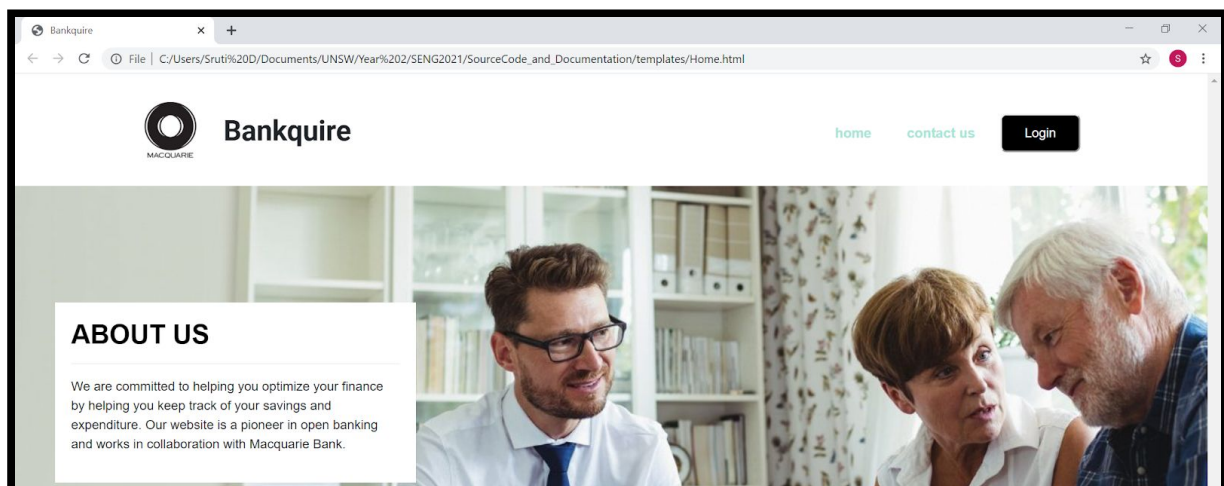 Bankquire
File | C:/Users/Sruti%20D/Documents/UNSW/Year%202/SENG2021/SourceCode_and_Documentation/templates/Home.html
S
MACQUARIE
Bankquire
home
contact us
Login
ABOUT US
We are committed to helping you optimize your finance
by helping you keep track of your savings and
expenditure. Our website is a pioneer in open banking
and works in collaboration with Macquarie Bank.